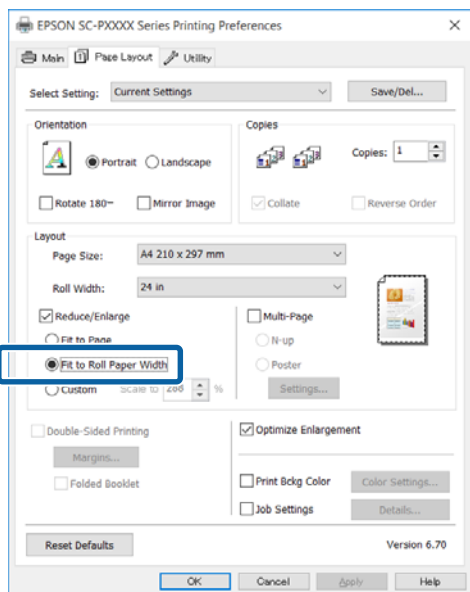 EPSON SC-PXXXX Series Printing Preferences
Main Page Layout Utility
Select Setting: Current Settings Save/Del...
Orientation Copies
Portrait Landscape Copies: 1
Rotate 180° Mirror Image Collate Reverse Order
Layout
Page Size: A4 210 x 297 mm
Roll Width: 24 in
Reduce/Enlarge Multi-Page
Fit to Page N-up
Fit to Roll Paper Width Poster
Custom Scale to 288 % Settings...
Double-Sided Printing Optimize Enlargement
Margins...
Folded Booklet Print Bckg Color Color Settings...
Job Settings Details...
Reset Defaults Version 6.70
OK Cancel Apply Help